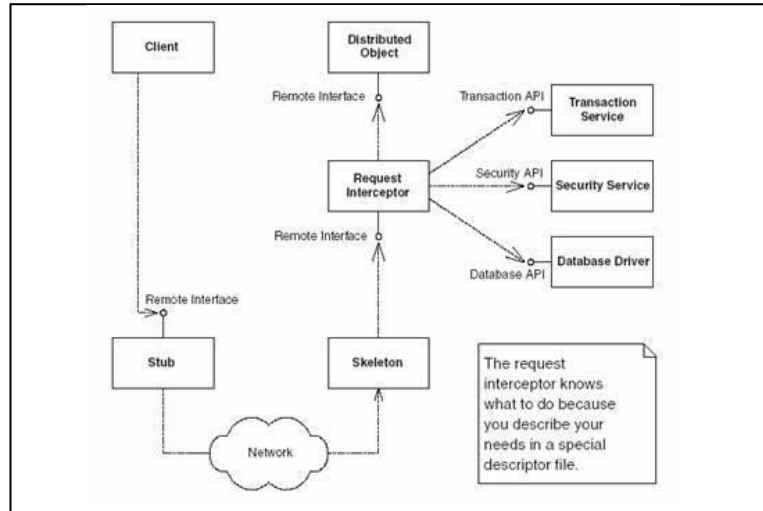 Client
Distributed
Object
Remote Interface
Transaction API
Transaction
Service
Request
Interceptor
Security API
Security Service
Remote Interface
Database API
Database Driver
Remote Interface
Stub
Skeleton
Network
The request
interceptor knows
what to do because
you describe your
needs in a special
descriptor file.